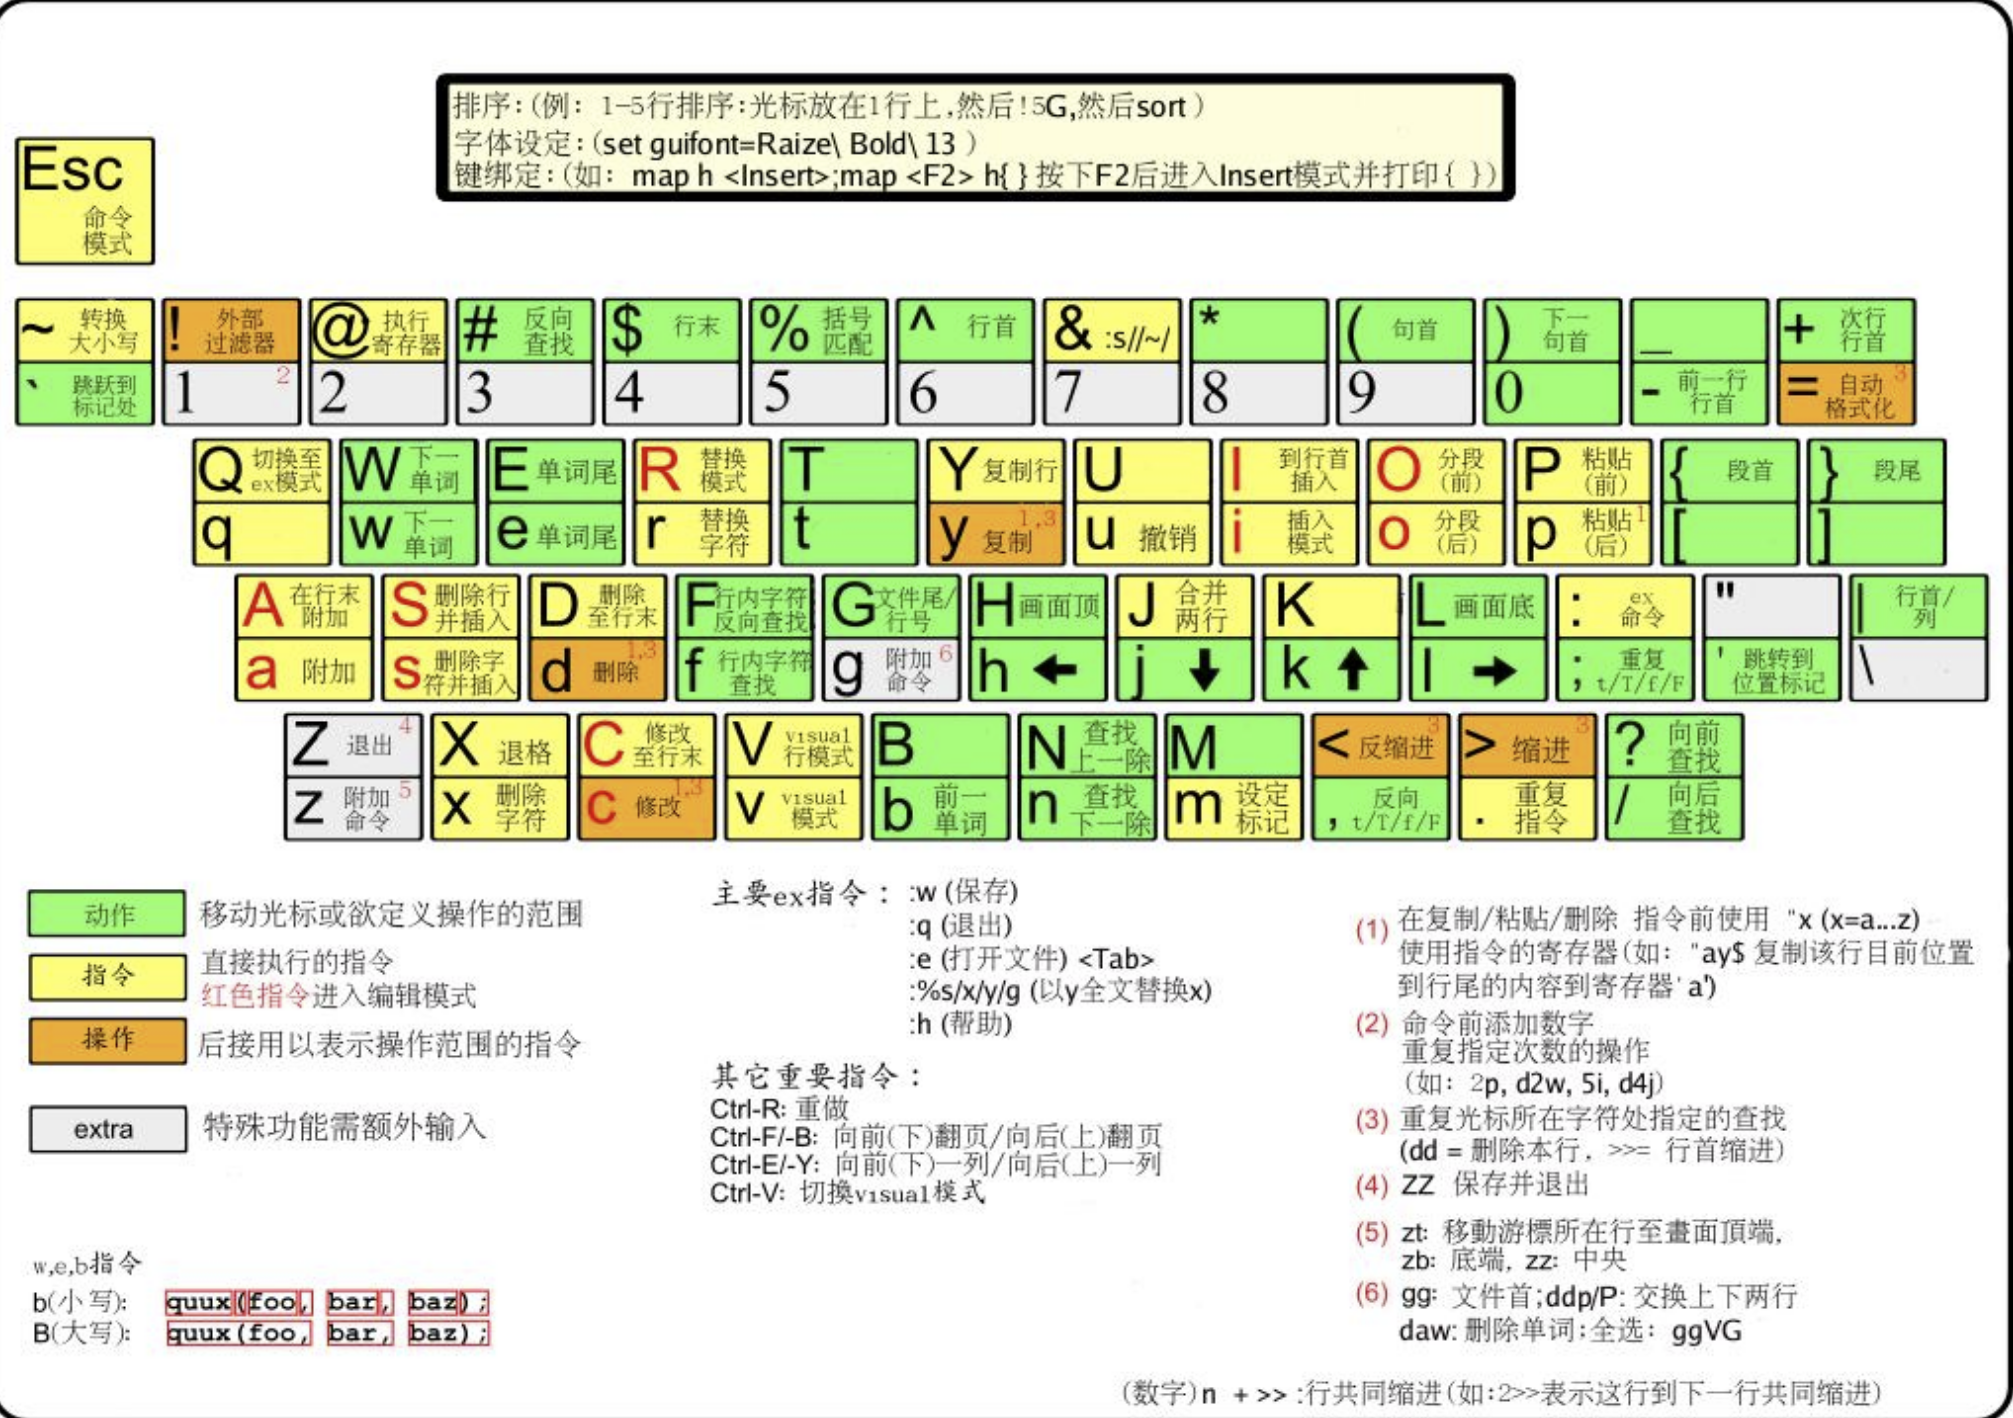 排序:(例: 1-5行排序:光标放在1行上,然后!5G,然后sort )
字体设定:(set guifont=Raize\ Bold\ 13 )
键绑定:(如: map h <Insert>;map <F2> h{ } 按下F2后进入Insert模式并打印{ })
Esc
命令
模式
~ 转换
大小写
! 外部
过滤器
@ 执行
寄存器
# 反向
查找
$ 行末
% 括号
匹配
^ 行首
& :s//~/
*
( 句首
) 下一
句首
_
+ 次行
行首
` 跳跃到
标记处
1 2
2
3
4
5
6
7
8
9
0
- 前一行
行首
= 自动 3
格式化
Q 切换至
ex模式
W 下一
单词
E 单词尾
R 替换
模式
T
Y 复制行
U
I 到行首
插入
O 分段
(前)
P 粘贴
(前)
{ 段首
} 段尾
q
w 下一
单词
e 单词尾
r 替换
字符
t
y 复制 1,3
u 撤销
i 插入
模式
o 分段
(后)
p 粘贴 1
(后)
[
]
A 在行末
附加
S 删除行
并插入
D 删除
至行末
F 行内字符
反向查找
G 文件尾/
行号
H 画面顶
J 合并
两行
K
L 画面底
: ex
命令
"
| 行首/
列
a 附加
s 删除字
符并插入
d 删除 1,3
f 行内字符
查找
g 附加 6
命令
h ←
j ↓
k ↑
l →
; 重复
t/T/f/F
' 跳转到
位置标记
\
Z 退出 4
X 退格
C 修改
至行末
V visual
行模式
B
N 查找
上一除
M
< 反缩进 3
> 缩进 3
? 向前
查找
z 附加 5
命令
x 删除
字符
c 修改 1,3
v visual
模式
b 前一
单词
n 查找
下一除
m 设定
标记
, 反向
t/T/f/F
. 重复
指令
/ 向后
查找
动作 移动光标或欲定义操作的范围
指令 直接执行的指令
红色指令进入编辑模式
操作 后接用以表示操作范围的指令
extra 特殊功能需额外输入
w,e,b指令
b(小写): quux(foo, bar, baz);
B(大写): quux(foo, bar, baz);
主要ex指令: :w (保存)
:q (退出)
:e (打开文件) <Tab>
:%s/x/y/g (以y全文替换x)
:h (帮助)
其它重要指令:
Ctrl-R: 重做
Ctrl-F/-B: 向前(下)翻页/向后(上)翻页
Ctrl-E/-Y: 向前(下)一列/向后(上)一列
Ctrl-V: 切换visual模式
(1) 在复制/粘贴/删除 指令前使用 "x (x=a...z)
使用指令的寄存器(如: "ay$ 复制该行目前位置
到行尾的内容到寄存器'a')
(2) 命令前添加数字
重复指定次数的操作
(如: 2p, d2w, 5i, d4j)
(3) 重复光标所在字符处指定的查找
(dd = 删除本行, >>= 行首缩进)
(4) ZZ 保存并退出
(5) zt: 移動游標所在行至畫面頂端,
zb: 底端, zz: 中央
(6) gg: 文件首;ddp/P: 交换上下两行
daw: 删除单词;全选: ggVG
(数字)n + >> :行共同缩进(如:2>>表示这行到下一行共同缩进)